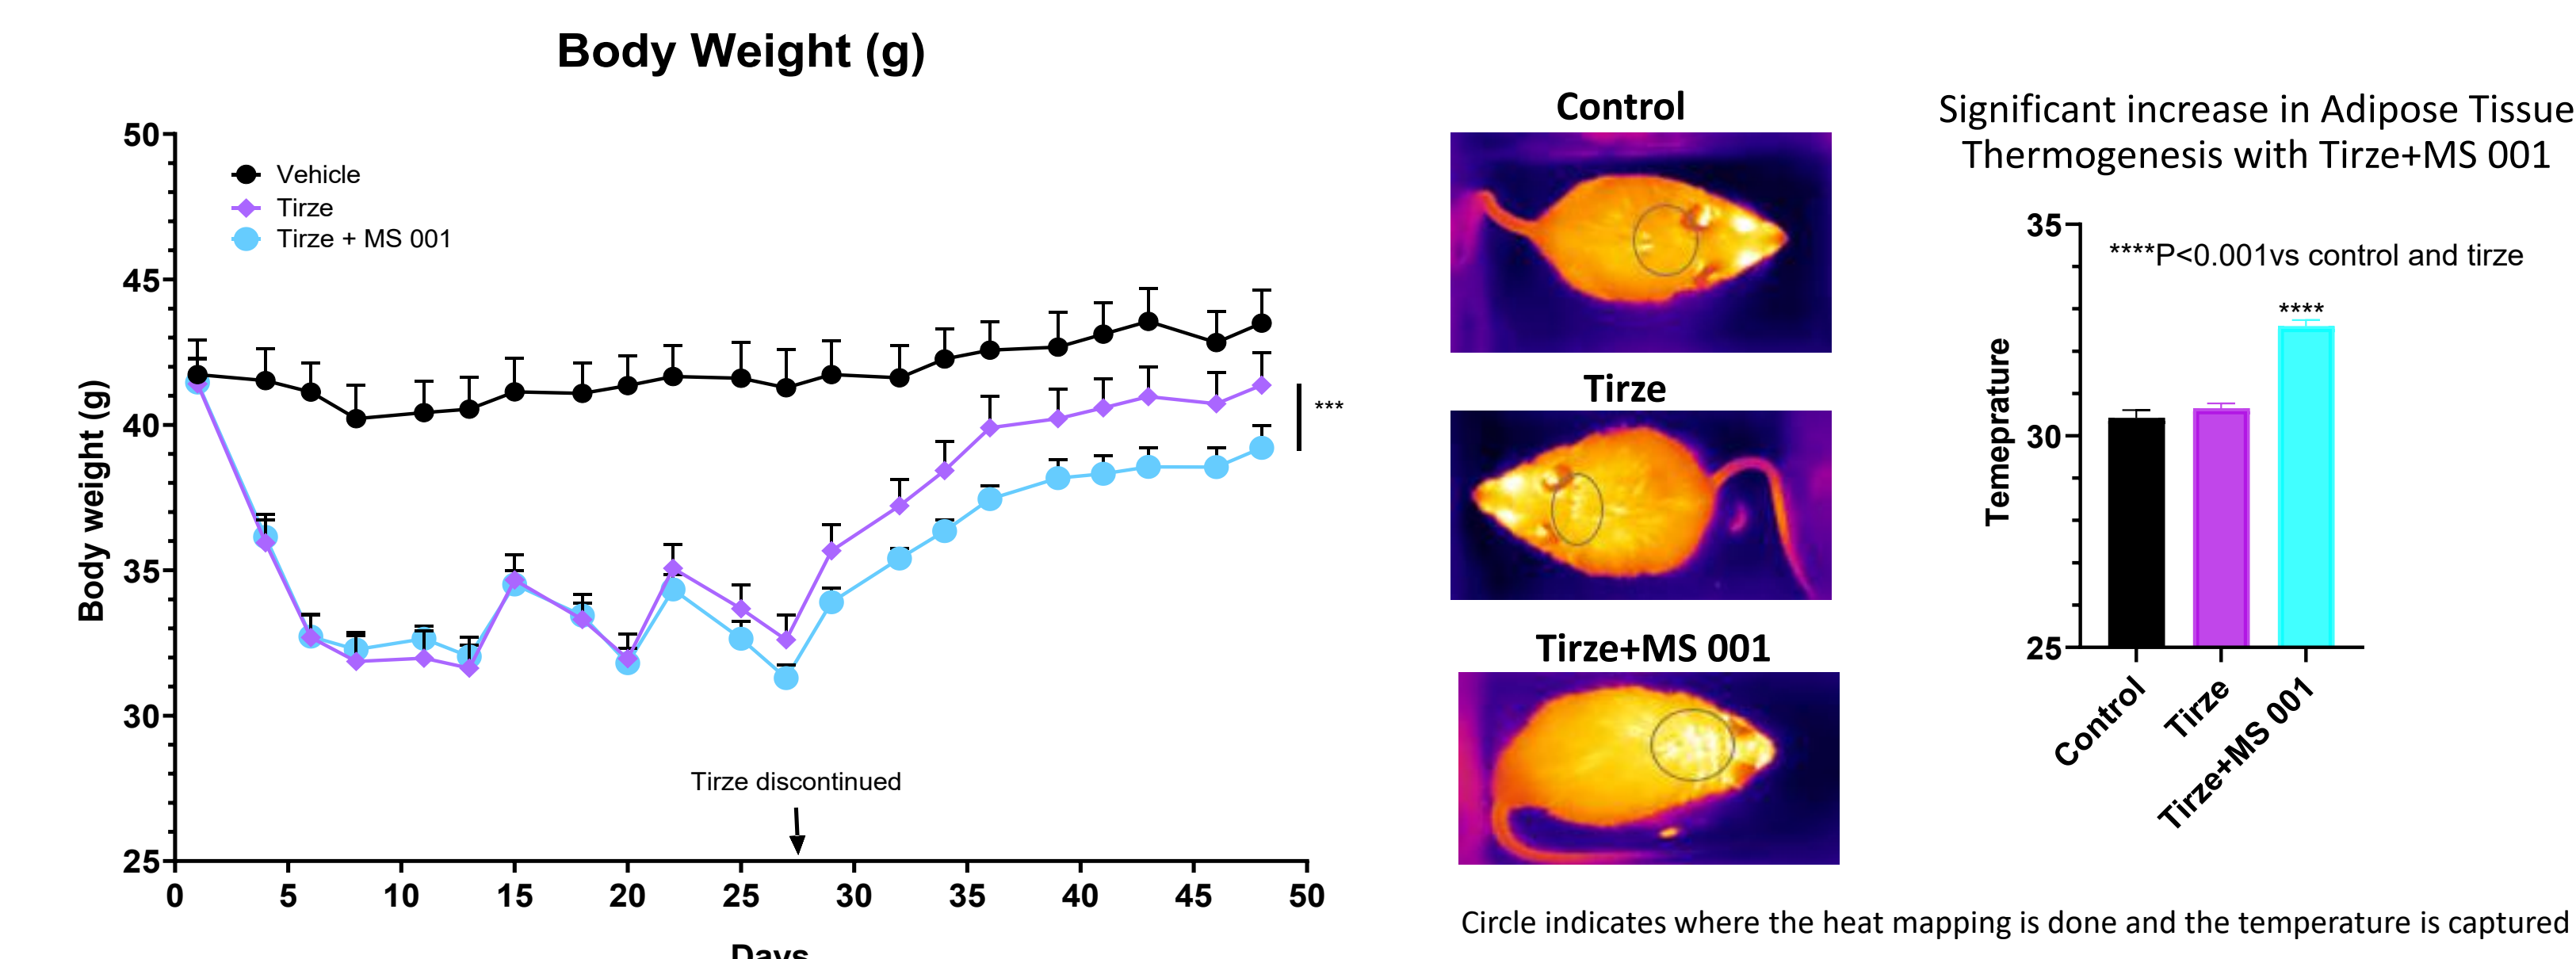 Body Weight (g)
50
45
40
35
30
25
Body weight (g)
Vehicle
Tirze
Tirze + MS 001
***
Tirze discontinued
0 5 10 15 20 25 30 35 40 45 50
Days
Control
Tirze
Tirze+MS 001
Significant increase in Adipose Tissue
Thermogenesis with Tirze+MS 001
35
30
25
Temeprature
****P<0.001vs control and tirze
****
Control
Tirze
Tirze+MS 001
Circle indicates where the heat mapping is done and the temperature is captured